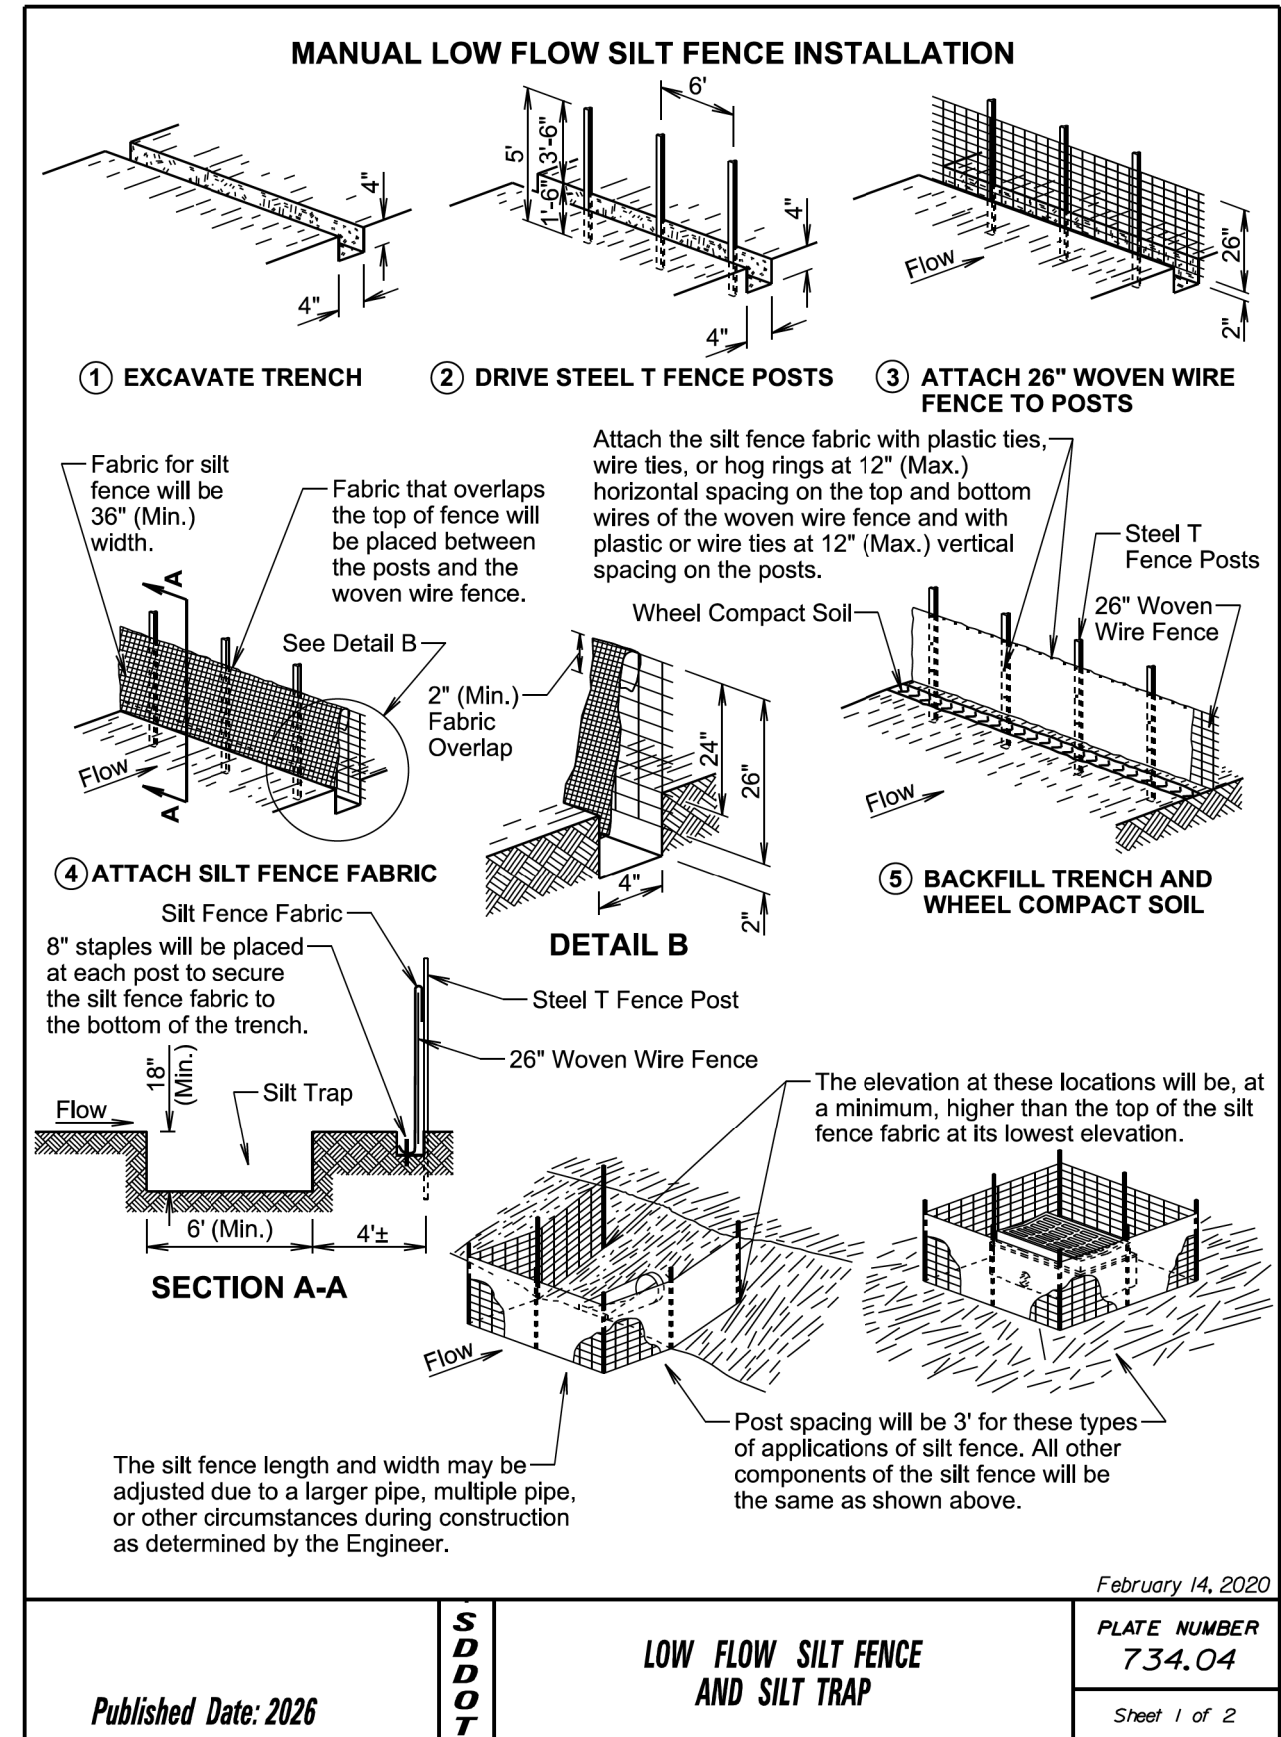 MANUAL LOW FLOW SILT FENCE INSTALLATION
4"
4"
① EXCAVATE TRENCH
5'
3'-6"
1'-6"
6'
4"
4"
② DRIVE STEEL T FENCE POSTS
Flow
26"
2"
③ ATTACH 26" WOVEN WIRE
FENCE TO POSTS
Fabric for silt
fence will be
36" (Min.)
width.
Fabric that overlaps
the top of fence will
be placed between
the posts and the
woven wire fence.
See Detail B
A
A
Flow
④ ATTACH SILT FENCE FABRIC
2" (Min.)
Fabric
Overlap
24"
26"
4"
2"
DETAIL B
Attach the silt fence fabric with plastic ties,
wire ties, or hog rings at 12" (Max.)
horizontal spacing on the top and bottom
wires of the woven wire fence and with
plastic or wire ties at 12" (Max.) vertical
spacing on the posts.
Steel T
Fence Posts
Wheel Compact Soil
26" Woven
Wire Fence
Flow
⑤ BACKFILL TRENCH AND
WHEEL COMPACT SOIL
Silt Fence Fabric
8" staples will be placed
at each post to secure
the silt fence fabric to
the bottom of the trench.
Steel T Fence Post
26" Woven Wire Fence
18"
(Min.)
Silt Trap
Flow
6' (Min.)
4'±
SECTION A-A
The elevation at these locations will be, at
a minimum, higher than the top of the silt
fence fabric at its lowest elevation.
Flow
Post spacing will be 3' for these types
of applications of silt fence. All other
components of the silt fence will be
the same as shown above.
The silt fence length and width may be
adjusted due to a larger pipe, multiple pipe,
or other circumstances during construction
as determined by the Engineer.
February 14, 2020
Published Date: 2026
S
D
D
O
T
LOW FLOW SILT FENCE
AND SILT TRAP
PLATE NUMBER
734.04
Sheet 1 of 2